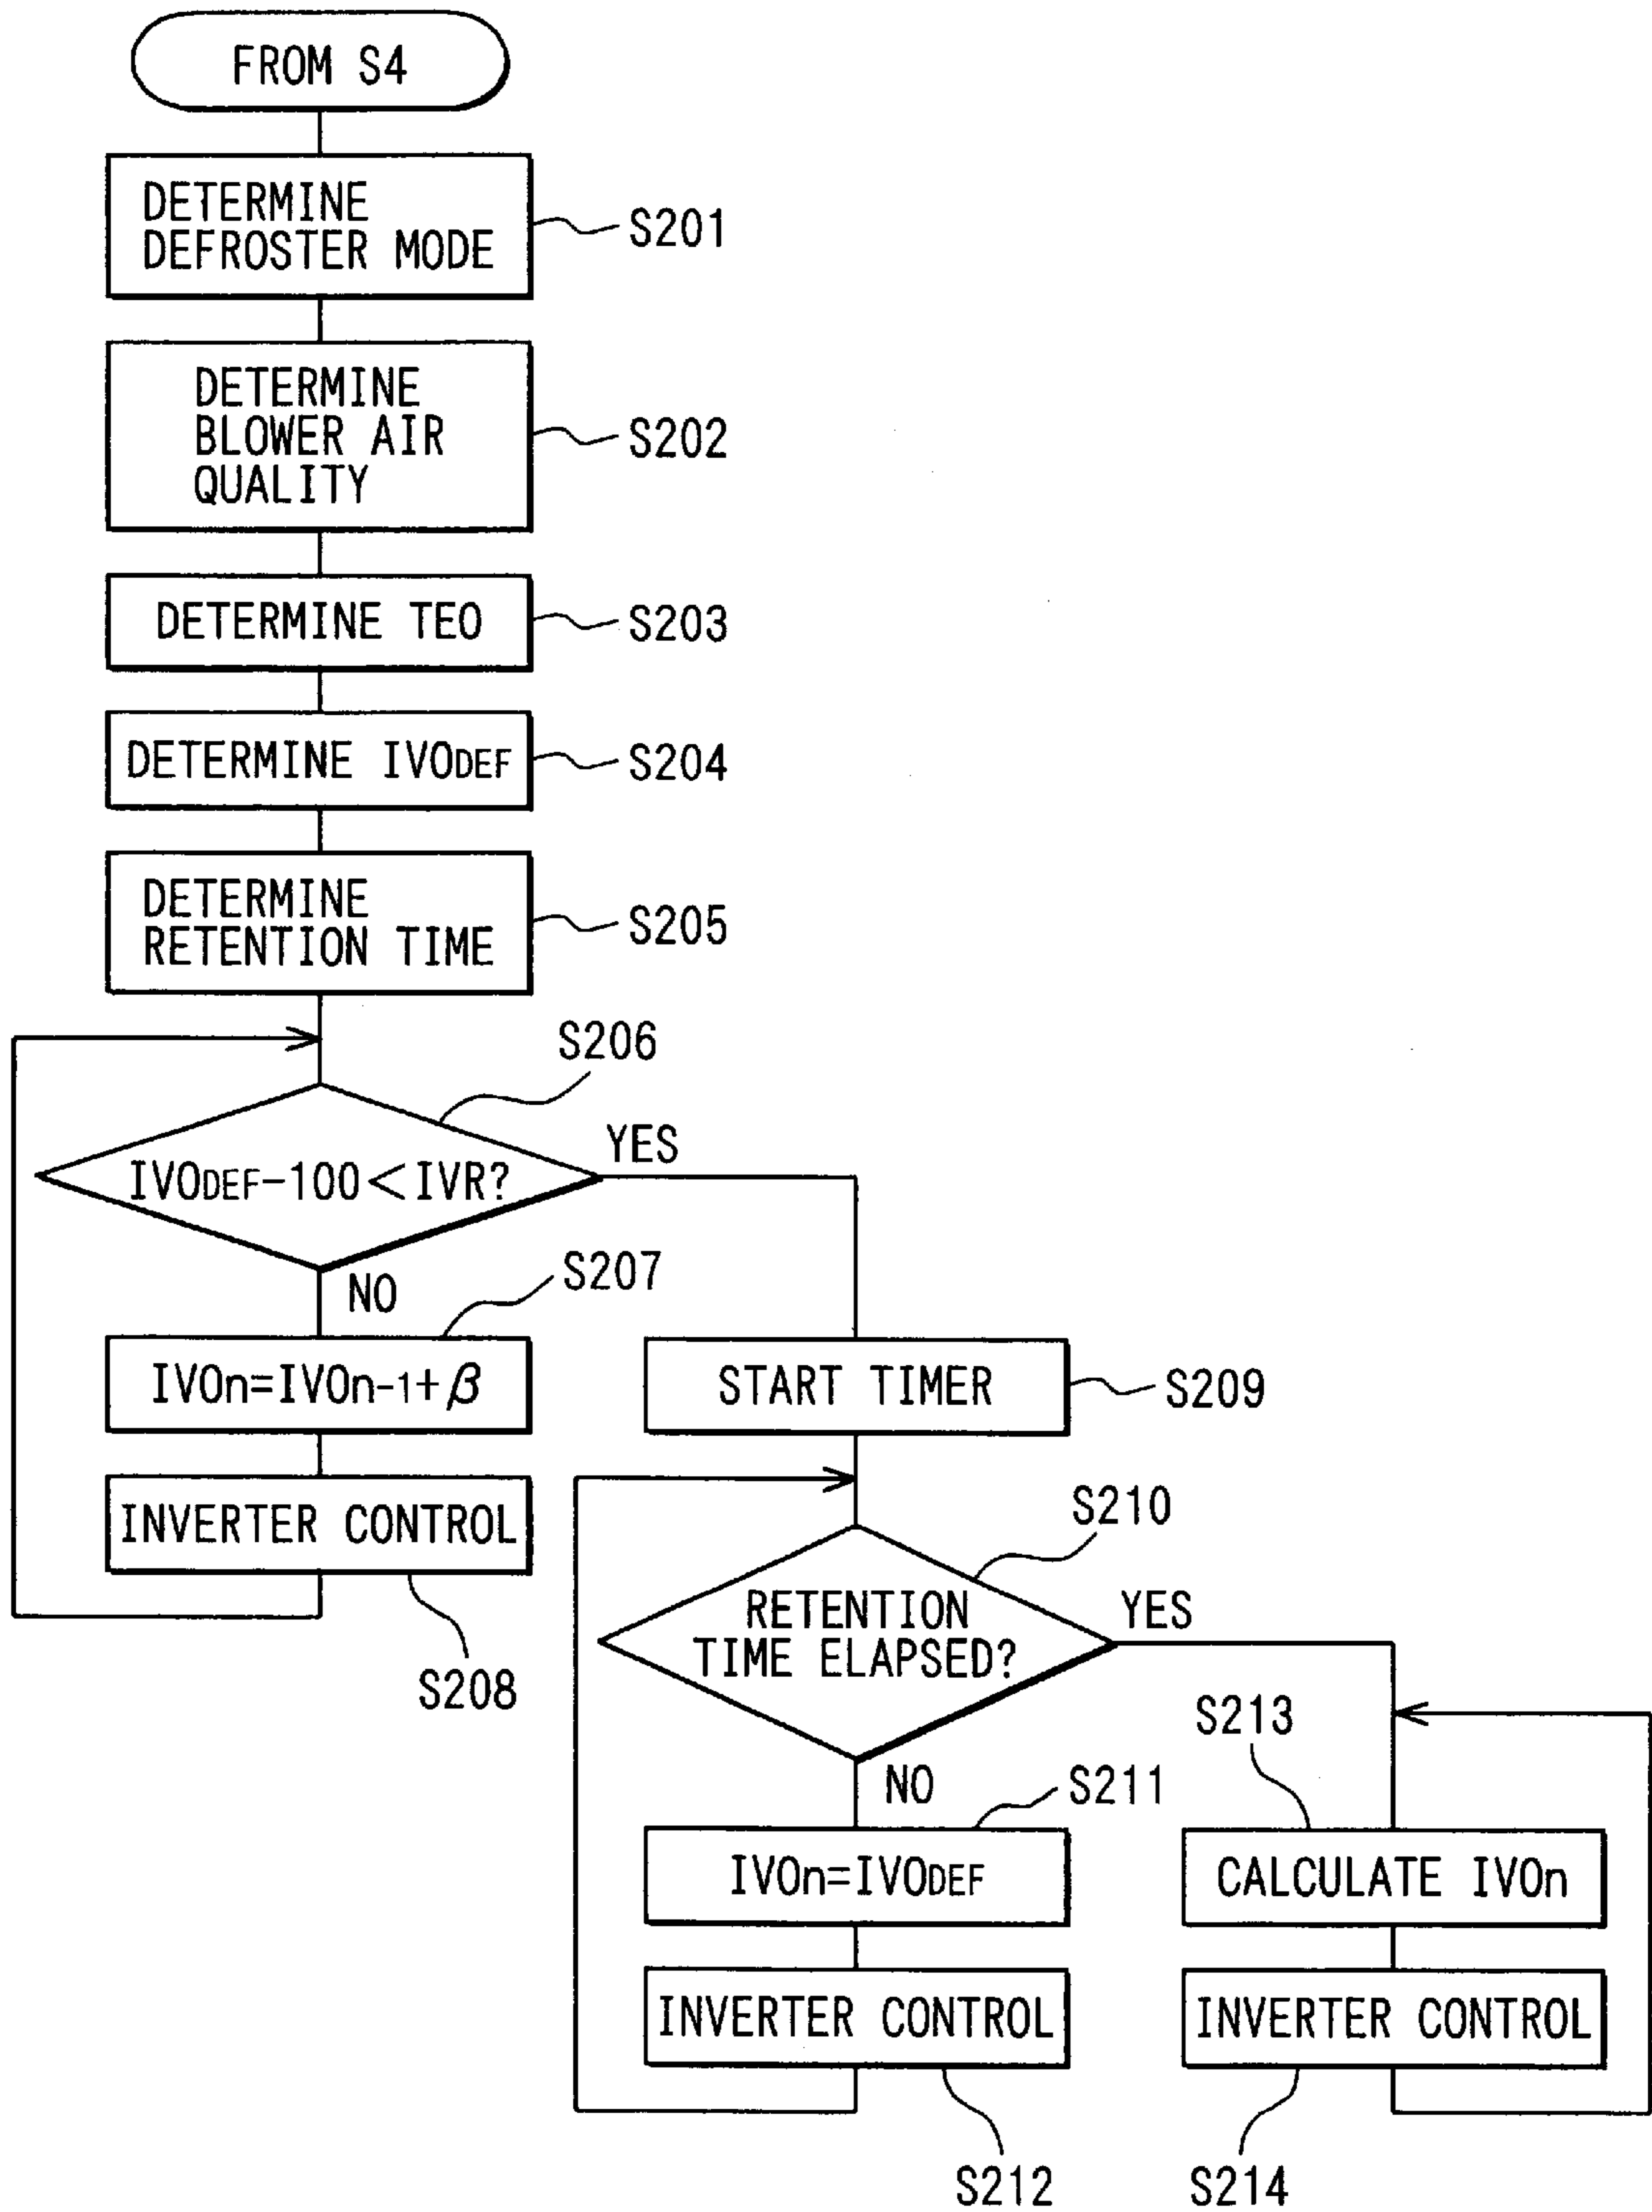 FROM S4
DETERMINE
DEFROSTER MODE
S201
DETERMINE
BLOWER AIR
QUALITY
S202
DETERMINE TEO
S203
DETERMINE IVODEF
S204
DETERMINE
RETENTION TIME
S205
S206
IVODEF-100<IVR?
YES
NO
S207
IVOn=IVOn-1+β
INVERTER CONTROL
S208
START TIMER
S209
S210
RETENTION
TIME ELAPSED?
YES
NO
S211
IVOn=IVODEF
INVERTER CONTROL
S212
S213
CALCULATE IVOn
INVERTER CONTROL
S214